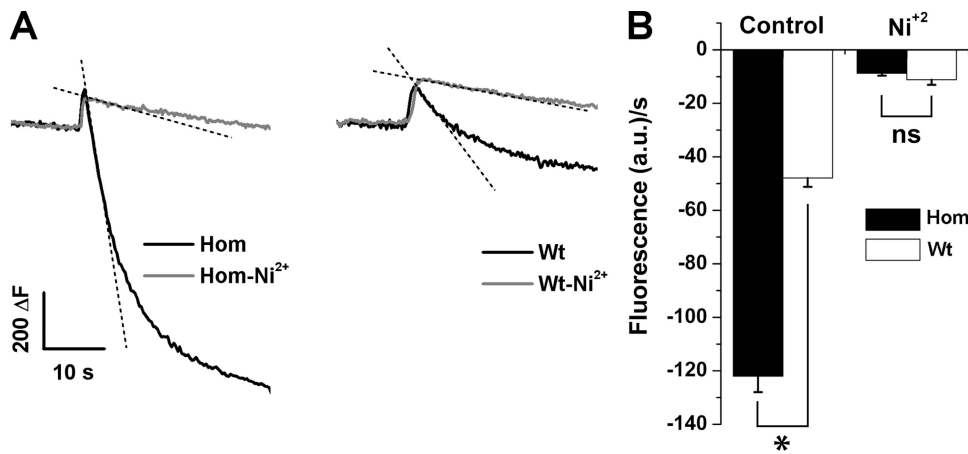 A
Hom
Hom-Ni2+
200 ΔF
10 s
Wt
Wt-Ni2+
B
Control
Ni+2
Fluorescence (a.u.)/s
0
-20
-40
-60
-80
-100
-120
-140
ns
*
Hom
Wt